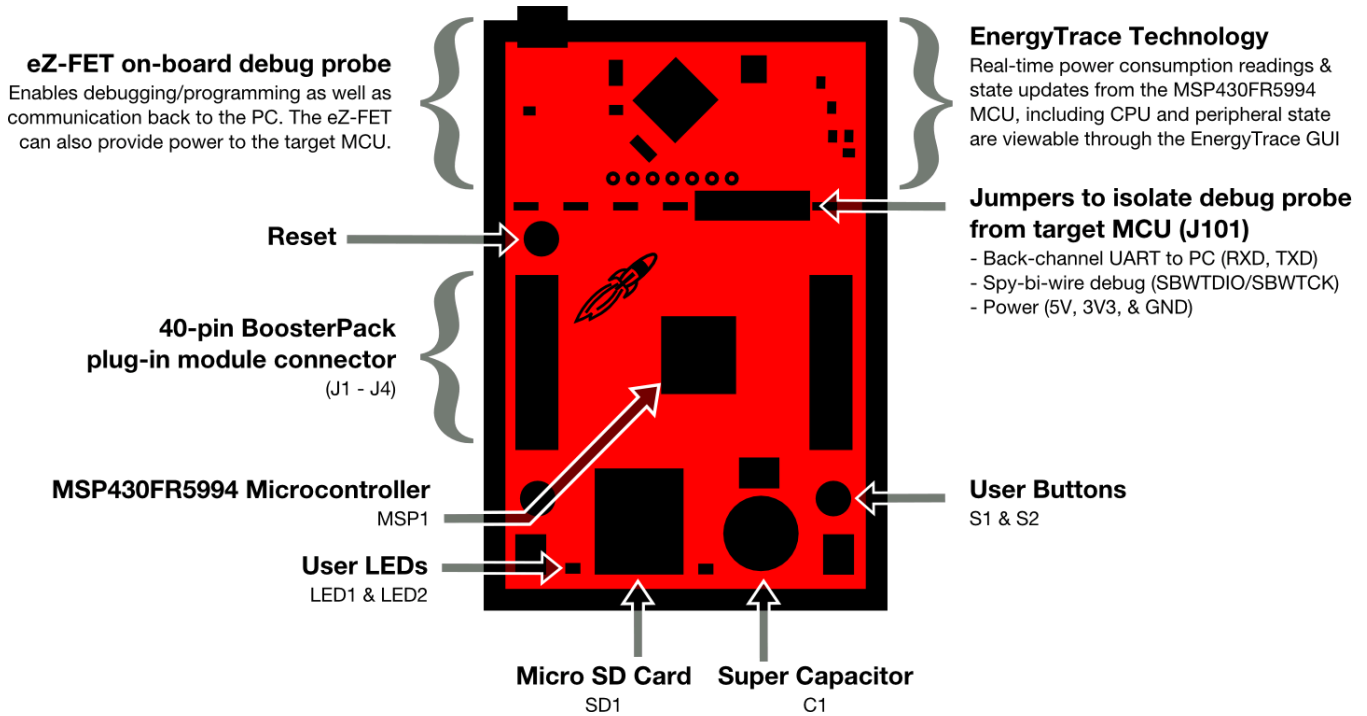 eZ-FET on-board debug probe
Enables debugging/programming as well as
communication back to the PC. The eZ-FET
can also provide power to the target MCU.
EnergyTrace Technology
Real-time power consumption readings &
state updates from the MSP430FR5994
MCU, including CPU and peripheral state
are viewable through the EnergyTrace GUI
Jumpers to isolate debug probe
from target MCU (J101)
- Back-channel UART to PC (RXD, TXD)
- Spy-bi-wire debug (SBWTDIO/SBWTCK)
- Power (5V, 3V3, & GND)
Reset
40-pin BoosterPack
plug-in module connector
(J1 - J4)
MSP430FR5994 Microcontroller
MSP1
User Buttons
S1 & S2
User LEDs
LED1 & LED2
Micro SD Card
SD1
Super Capacitor
C1